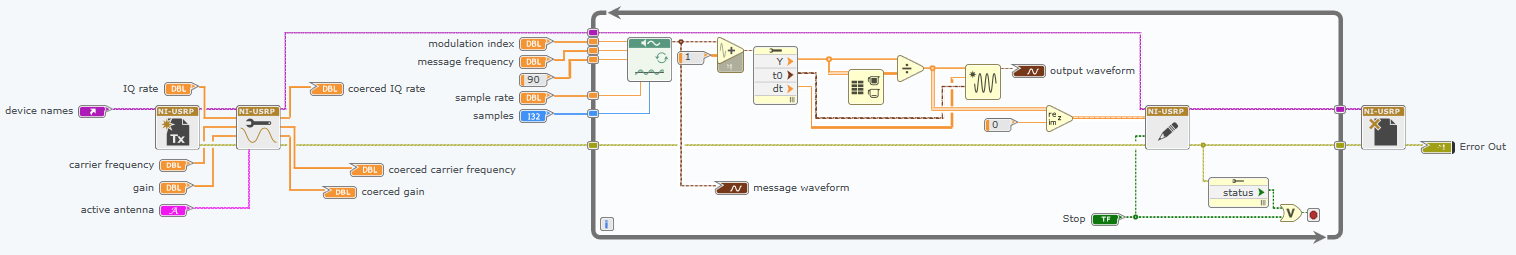 modulation index DBL
message frequency DBL
90
sample rate DBL
samples I32
IQ rate DBL
DBL coerced IQ rate
device names
NI-USRP
Tx
NI-USRP
carrier frequency DBL
DBL coerced carrier frequency
gain DBL
DBL coerced gain
active antenna
1
Y
t0
dt
output waveform
0
re
im
z
NI-USRP
NI-USRP
Error Out
message waveform
status
i
Stop TF
V